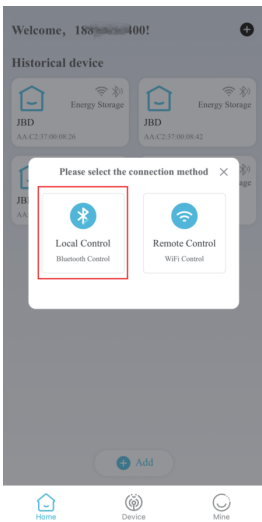 Welcome, 188 400!
Historical device
Energy Storage
Energy Storage
JBD
JBD
AA:C2:37:00:08:26
AA:C2:37:00:08:42
Please select the connection method
Local Control
Remote Control
Bluetooth Control
WiFi Control
Add
Home
Device
Mine